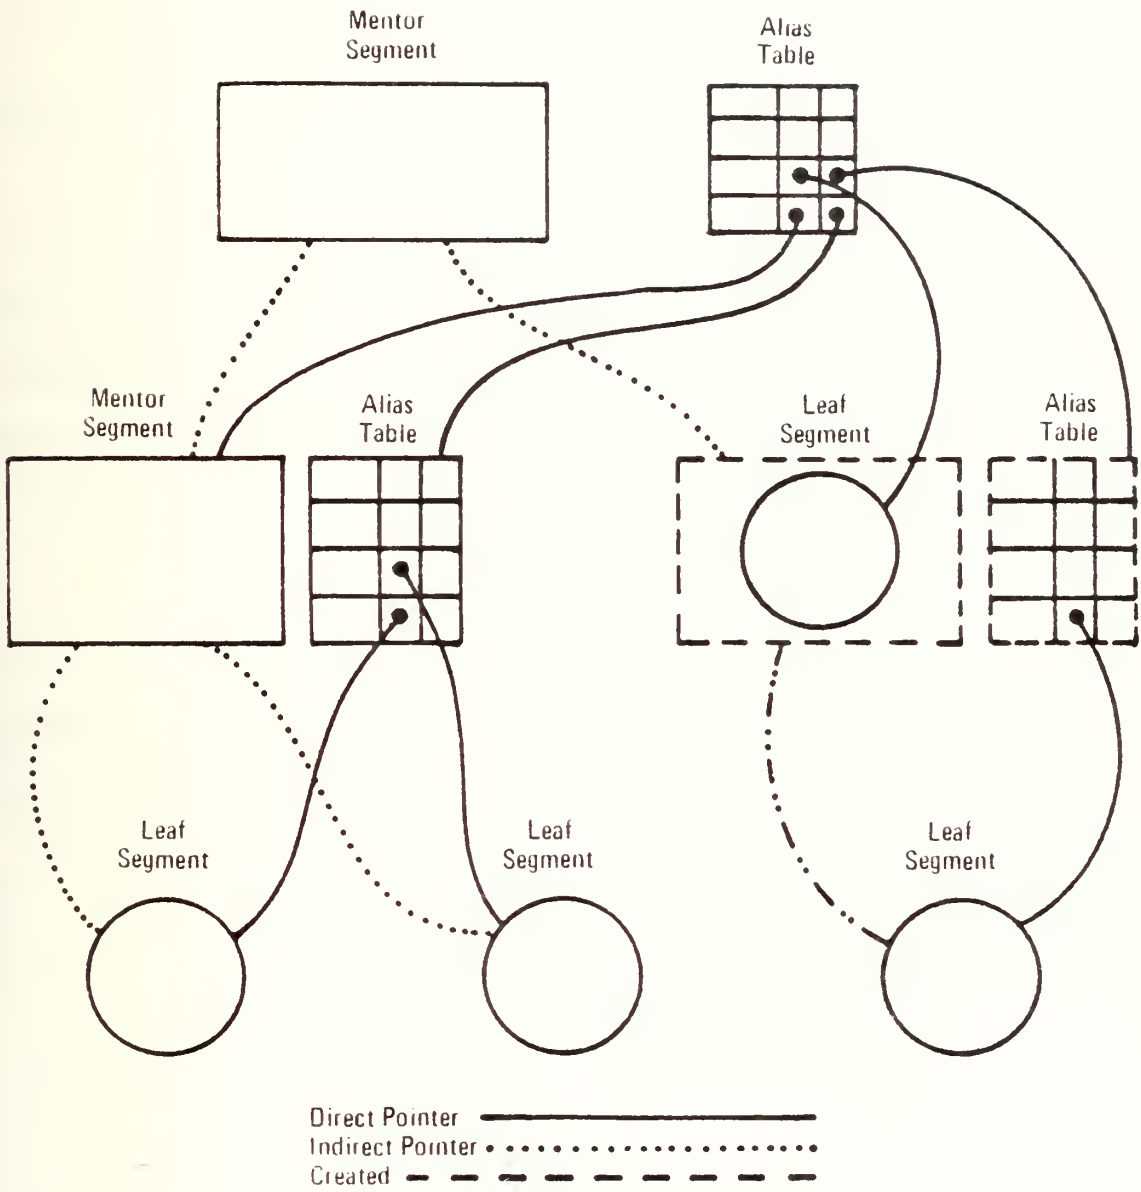 Mentor
Segment
Alias
Table
Mentor
Segment
Alias
Table
Leaf
Segment
Alias
Table
Leaf
Segment
Leaf
Segment
Leaf
Segment
Direct Pointer
Indirect Pointer
Created